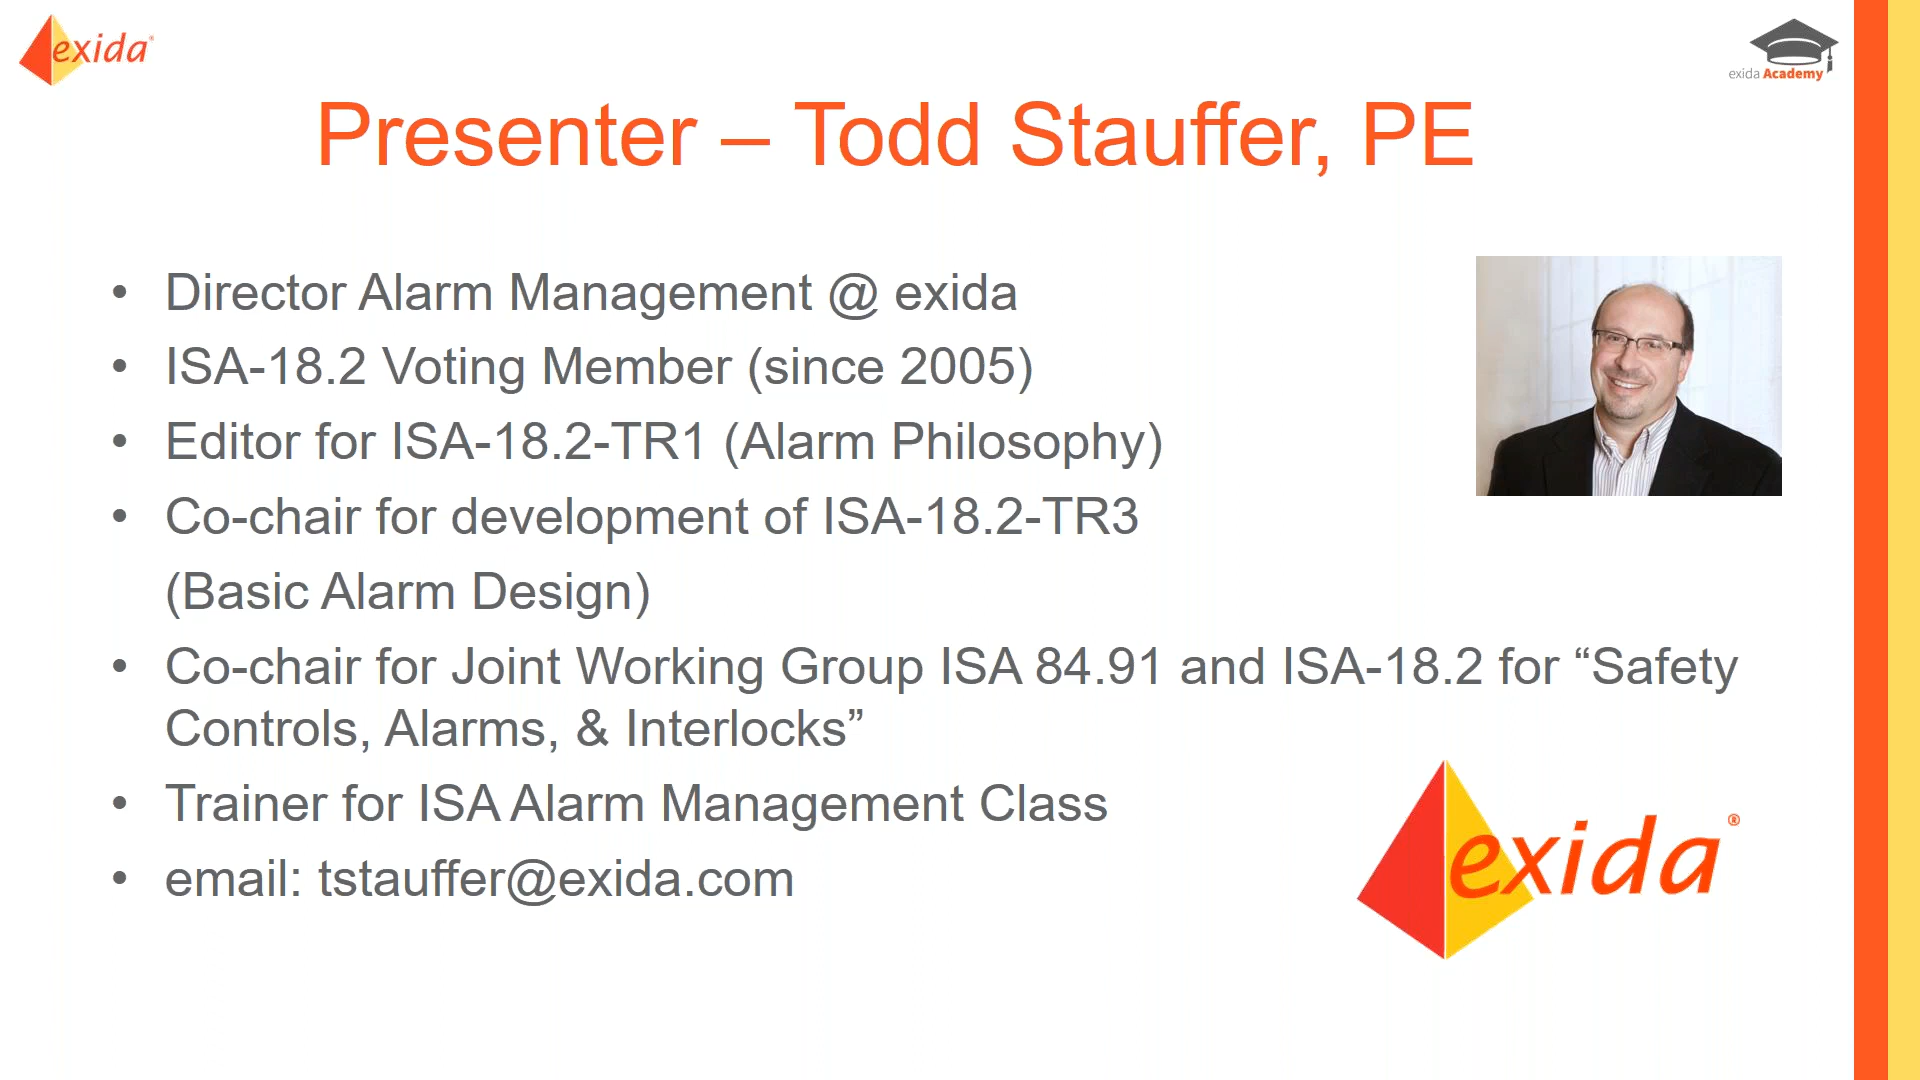 exida®
exida Academy
Presenter – Todd Stauffer, PE
• Director Alarm Management @ exida
• ISA-18.2 Voting Member (since 2005)
• Editor for ISA-18.2-TR1 (Alarm Philosophy)
• Co-chair for development of ISA-18.2-TR3
(Basic Alarm Design)
• Co-chair for Joint Working Group ISA 84.91 and ISA-18.2 for “Safety
Controls, Alarms, & Interlocks”
• Trainer for ISA Alarm Management Class
• email: tstauffer@exida.com
exida®